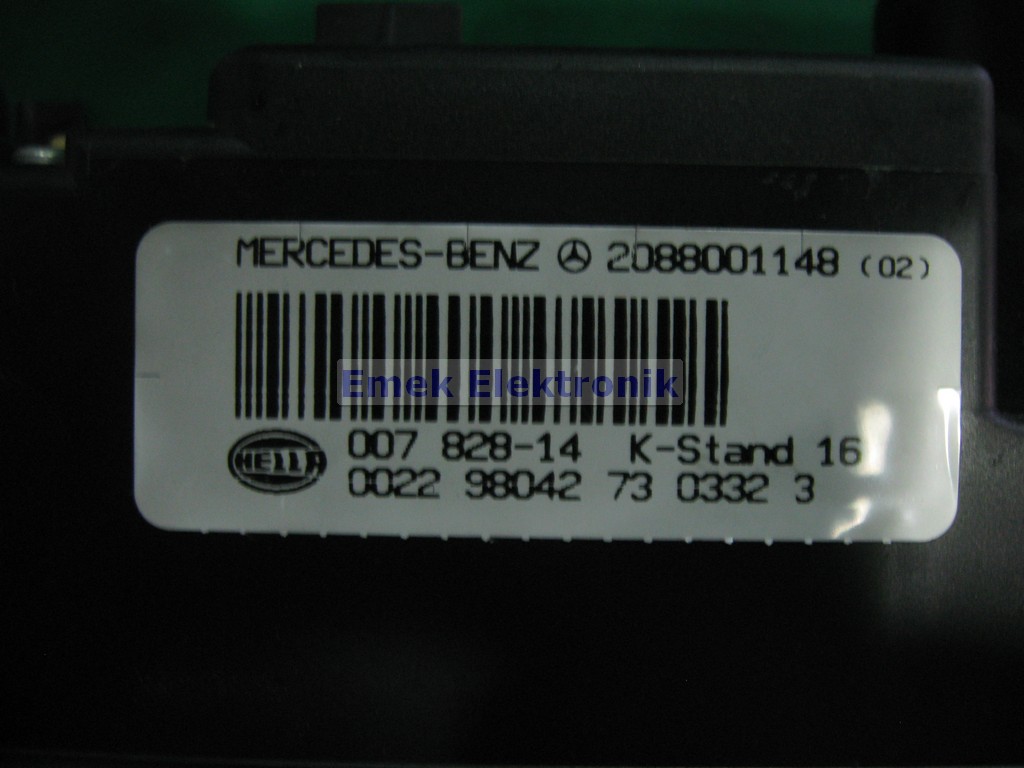 MERCEDES-BENZ 2088001148 (02)
Emek Elektronik
HELLA 007 828-14 K-Stand 16
0022 98042 73 0332 3